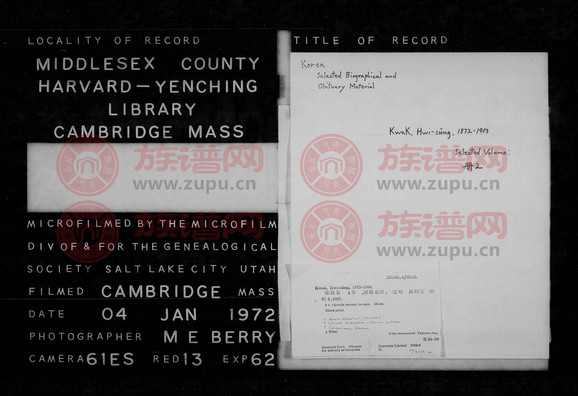 LOCALITY OF RECORD
MIDDLESEX COUNTY
HARVARD-YENCHING
LIBRARY
CAMBRIDGE MASS
MICROFILMED BY THE MICROFILM
DIV OF & FOR THE GENEALOGICAL
SOCIETY SALT LAKE CITY UTAH
FILMED CAMBRIDGE MASS
DATE 04 JAN 1972
PHOTOGRAPHER M E BERRY
CAMERA 61ES RED 13 EXP 62
TITLE OF RECORD
Korea
Selected Biographical and
Obituary Material
Kwak, Hwi-sŭng, 1872-
Selected Volume:
冊2
族谱网
www.zupu.cn
族谱网
www.zupu.cn
族谱网
www.zupu.cn
族谱网
www.zupu.cn